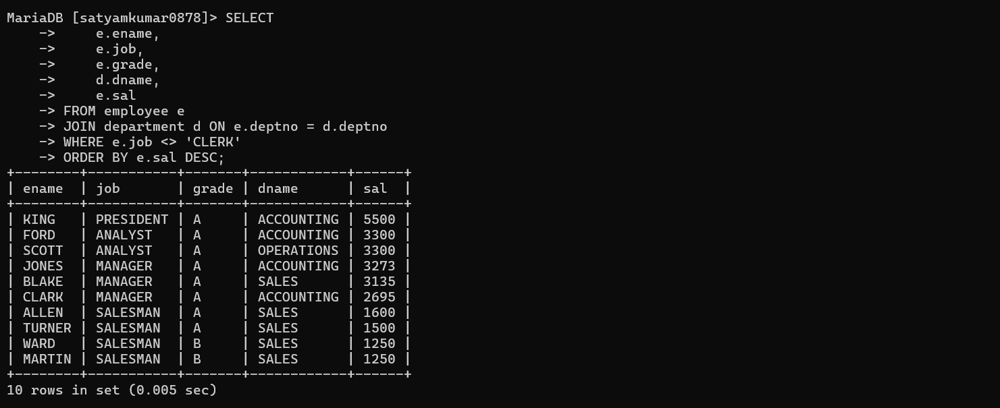 MariaDB [satyamkumar0878]> SELECT
    ->     e.ename,
    ->     e.job,
    ->     e.grade,
    ->     d.dname,
    ->     e.sal
    -> FROM employee e
    -> JOIN department d ON e.deptno = d.deptno
    -> WHERE e.job <> 'CLERK'
    -> ORDER BY e.sal DESC;
+--------+-----------+-------+------------+------+
| ename  | job       | grade | dname      | sal  |
+--------+-----------+-------+------------+------+
| KING   | PRESIDENT | A     | ACCOUNTING | 5500 |
| FORD   | ANALYST   | A     | ACCOUNTING | 3300 |
| SCOTT  | ANALYST   | A     | OPERATIONS | 3300 |
| JONES  | MANAGER   | A     | ACCOUNTING | 3273 |
| BLAKE  | MANAGER   | A     | SALES      | 3135 |
| CLARK  | MANAGER   | A     | ACCOUNTING | 2695 |
| ALLEN  | SALESMAN  | A     | SALES      | 1600 |
| TURNER | SALESMAN  | A     | SALES      | 1500 |
| WARD   | SALESMAN  | B     | SALES      | 1250 |
| MARTIN | SALESMAN  | B     | SALES      | 1250 |
+--------+-----------+-------+------------+------+
10 rows in set (0.005 sec)